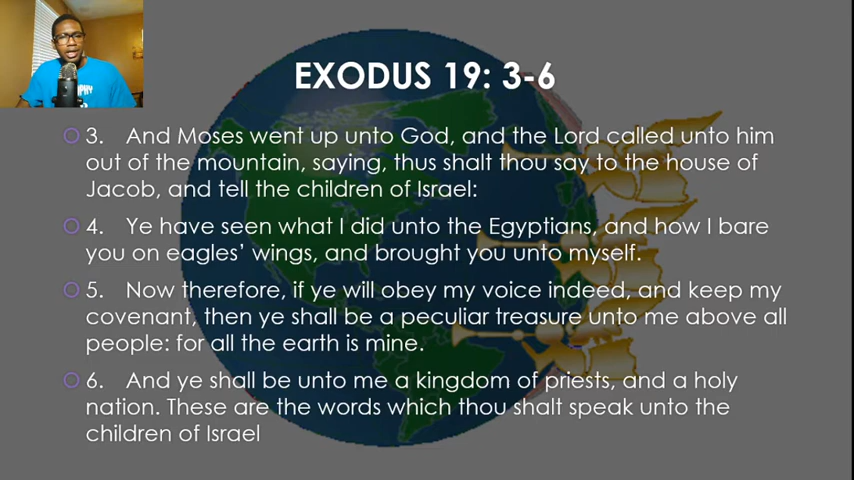 EXODUS 19: 3-6
3. And Moses went up unto God, and the Lord called unto him
out of the mountain, saying, thus shalt thou say to the house of
Jacob, and tell the children of Israel:
4. Ye have seen what I did unto the Egyptians, and how I bare
you on eagles’ wings, and brought you unto myself.
5. Now therefore, if ye will obey my voice indeed, and keep my
covenant, then ye shall be a peculiar treasure unto me above all
people: for all the earth is mine.
6. And ye shall be unto me a kingdom of priests, and a holy
nation. These are the words which thou shalt speak unto the
children of Israel